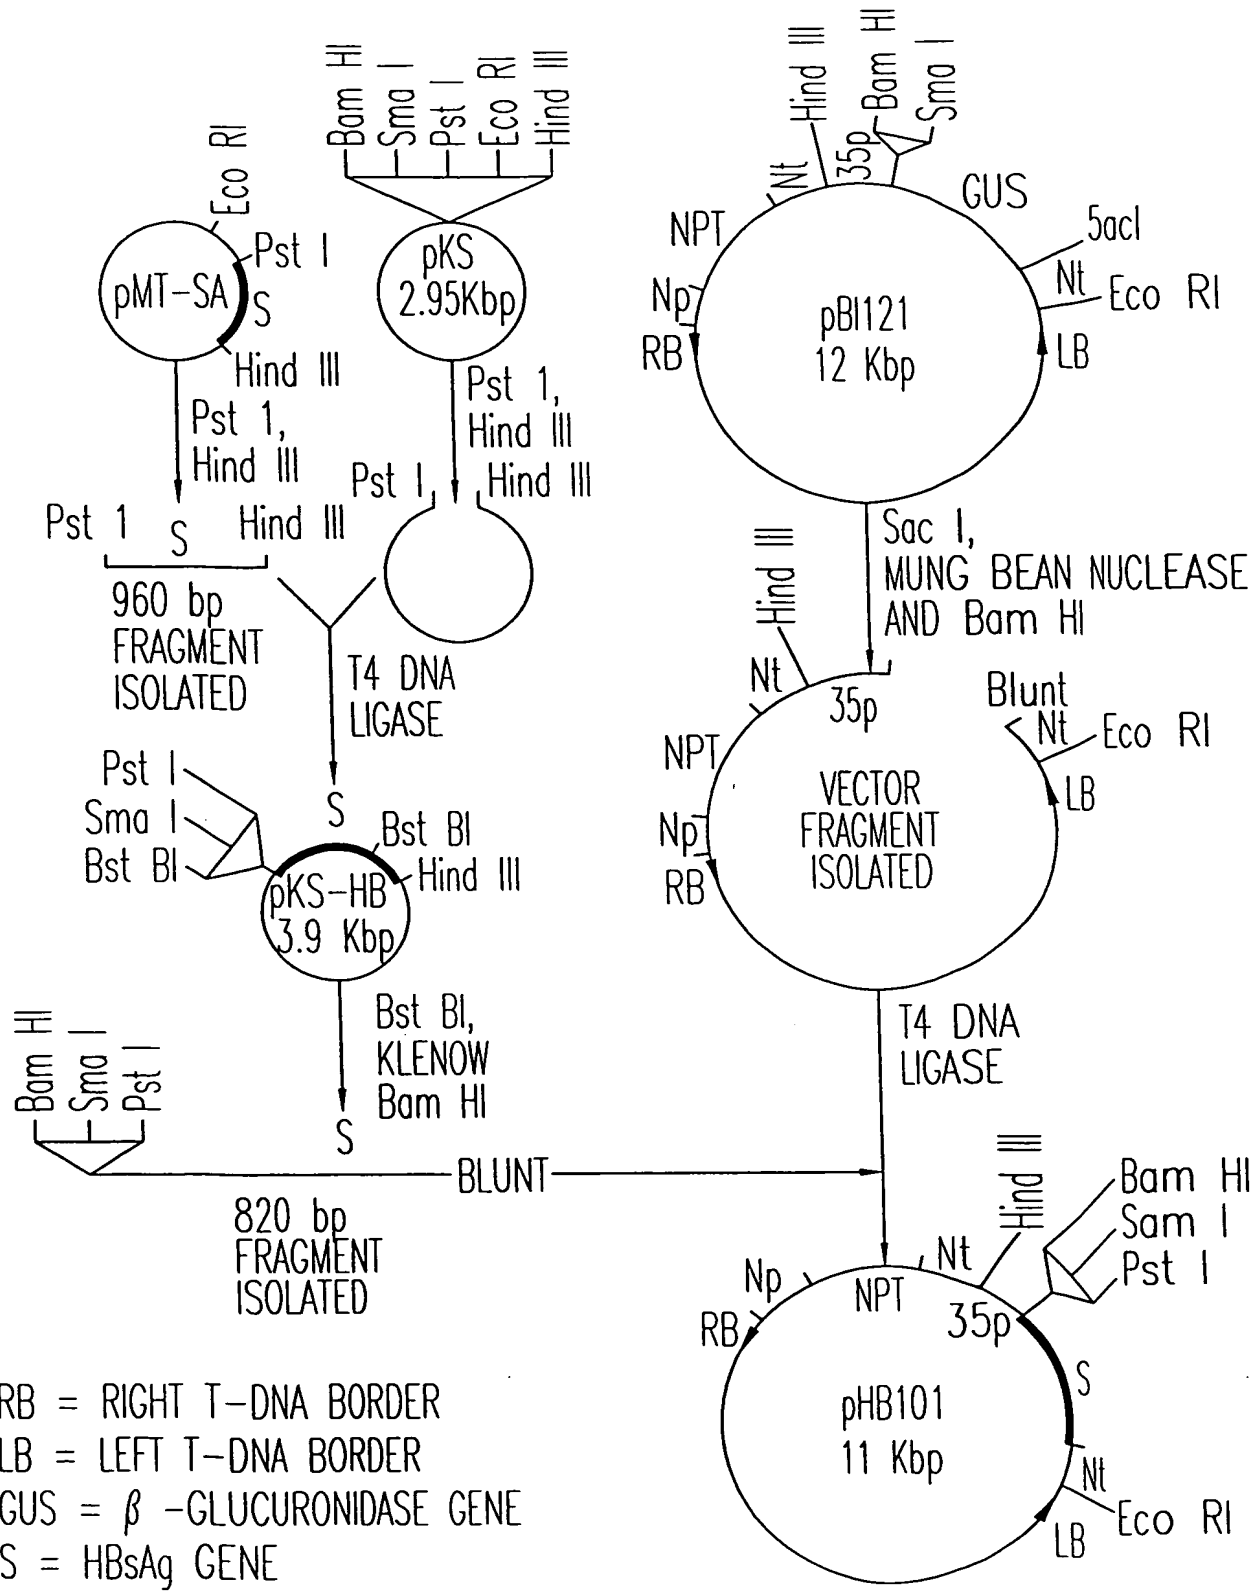 Eco RI
Pst I
pMT-SA
S
Hind III
Pst 1,
Hind III
Pst 1
S
Hind III
960 bp
FRAGMENT
ISOLATED
Bam HI
Sma I
Pst I
Eco RI
Hind III
pKS
2.95Kbp
Pst 1,
Hind III
Pst I,
Hind III
T4 DNA
LIGASE
S
Pst I
Sma I
Bst BI
Bst BI
Hind III
pKS-HB
3.9 Kbp
Bst BI,
KLENOW
Bam HI
Bam HI
Sma I
Pst I
S
BLUNT
820 bp
FRAGMENT
ISOLATED
Hind III
35p
Bam HI
Sma I
Nt
GUS
NPT
5acI
Np
Nt
Eco RI
RB
LB
pBI121
12 Kbp
Sac I,
MUNG BEAN NUCLEASE
AND Bam HI
Hind III
Nt
35p
Blunt
Nt
Eco RI
NPT
Np
RB
LB
VECTOR
FRAGMENT
ISOLATED
T4 DNA
LIGASE
Hind III
Bam HI
Sam I
Pst I
Np
NPT
Nt
RB
35p
S
pHB101
11 Kbp
Nt
Eco RI
LB
RB = RIGHT T-DNA BORDER
LB = LEFT T-DNA BORDER
GUS = β -GLUCURONIDASE GENE
S = HBsAg GENE